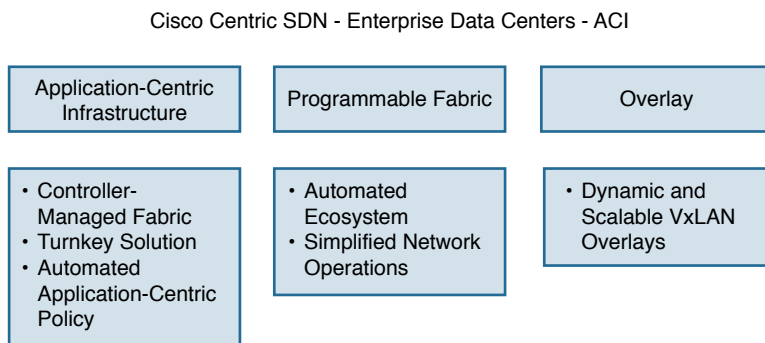 Cisco Centric SDN - Enterprise Data Centers - ACI
Application-Centric
Infrastructure
Programmable Fabric
Overlay
• Controller-
Managed Fabric
• Turnkey Solution
• Automated
Application-Centric
Policy
• Automated
Ecosystem
• Simplified Network
Operations
• Dynamic and
Scalable VxLAN
Overlays